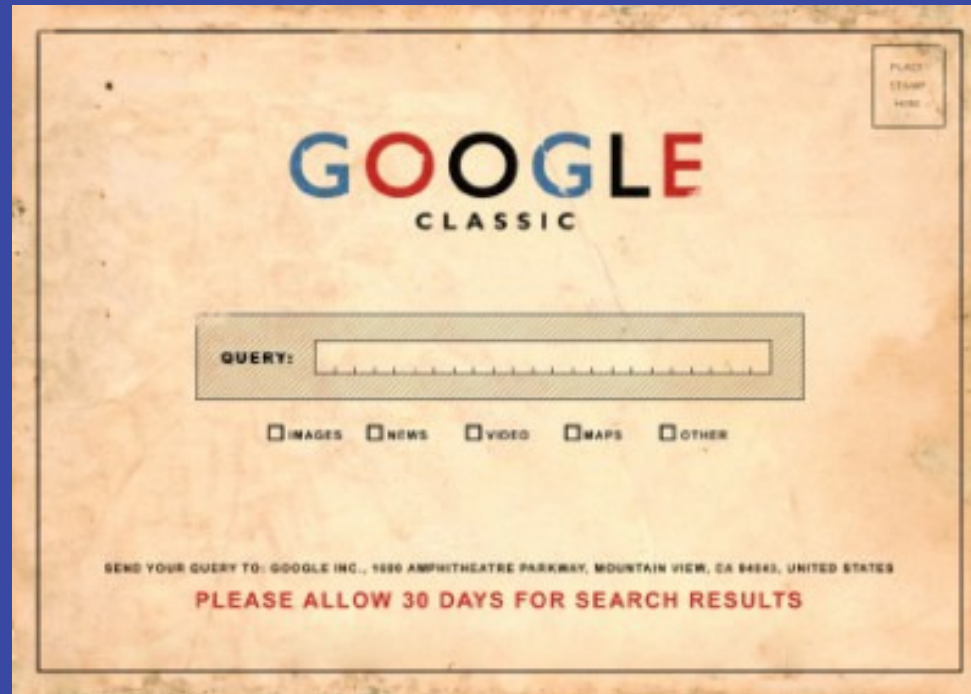 PLACE
STAMP
HERE
GOOGLE
CLASSIC
QUERY:
IMAGES NEWS VIDEO MAPS OTHER
SEND YOUR QUERY TO: GOOGLE INC., 1600 AMPHITHEATRE PARKWAY, MOUNTAIN VIEW, CA 94043, UNITED STATES
PLEASE ALLOW 30 DAYS FOR SEARCH RESULTS